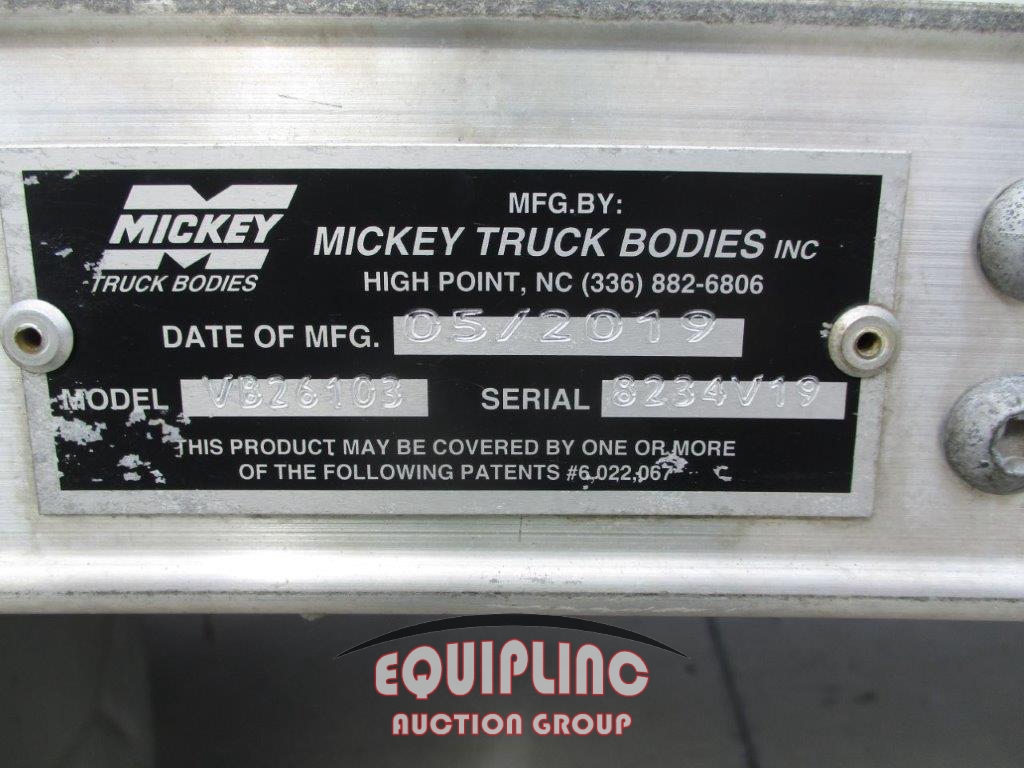 MICKEY
TRUCK BODIES
MFG.BY:
MICKEY TRUCK BODIES INC
HIGH POINT, NC (336) 882-6806
DATE OF MFG. 05/2019
MODEL VB26103 SERIAL 8234V19
THIS PRODUCT MAY BE COVERED BY ONE OR MORE
OF THE FOLLOWING PATENTS #6,022,067
EQUIPLINC
AUCTION GROUP